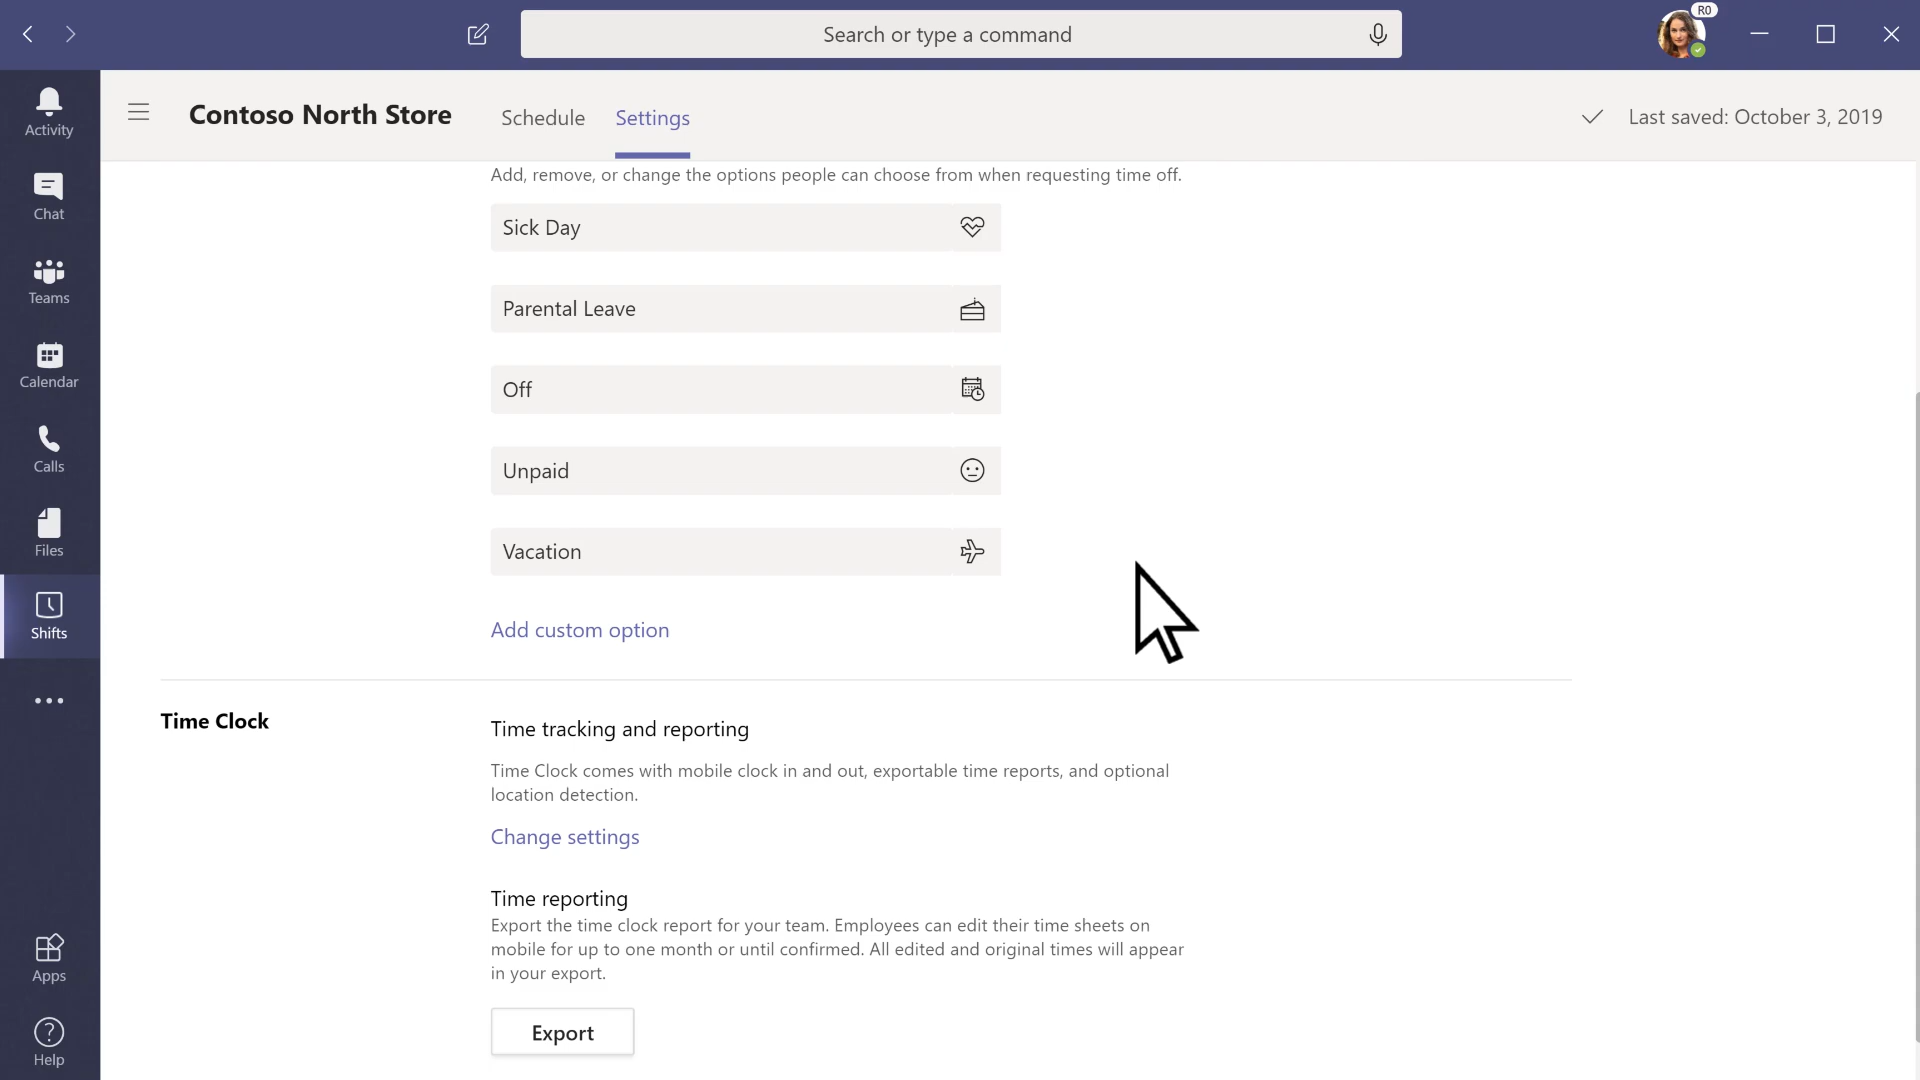 Search or type a command
R0
Activity
Chat
Teams
Calendar
Calls
Files
Shifts
Apps
Help
Contoso North Store
Schedule
Settings
Last saved: October 3, 2019
Add, remove, or change the options people can choose from when requesting time off.
Sick Day
Parental Leave
Off
Unpaid
Vacation
Add custom option
Time Clock
Time tracking and reporting
Time Clock comes with mobile clock in and out, exportable time reports, and optional
location detection.
Change settings
Time reporting
Export the time clock report for your team. Employees can edit their time sheets on
mobile for up to one month or until confirmed. All edited and original times will appear
in your export.
Export